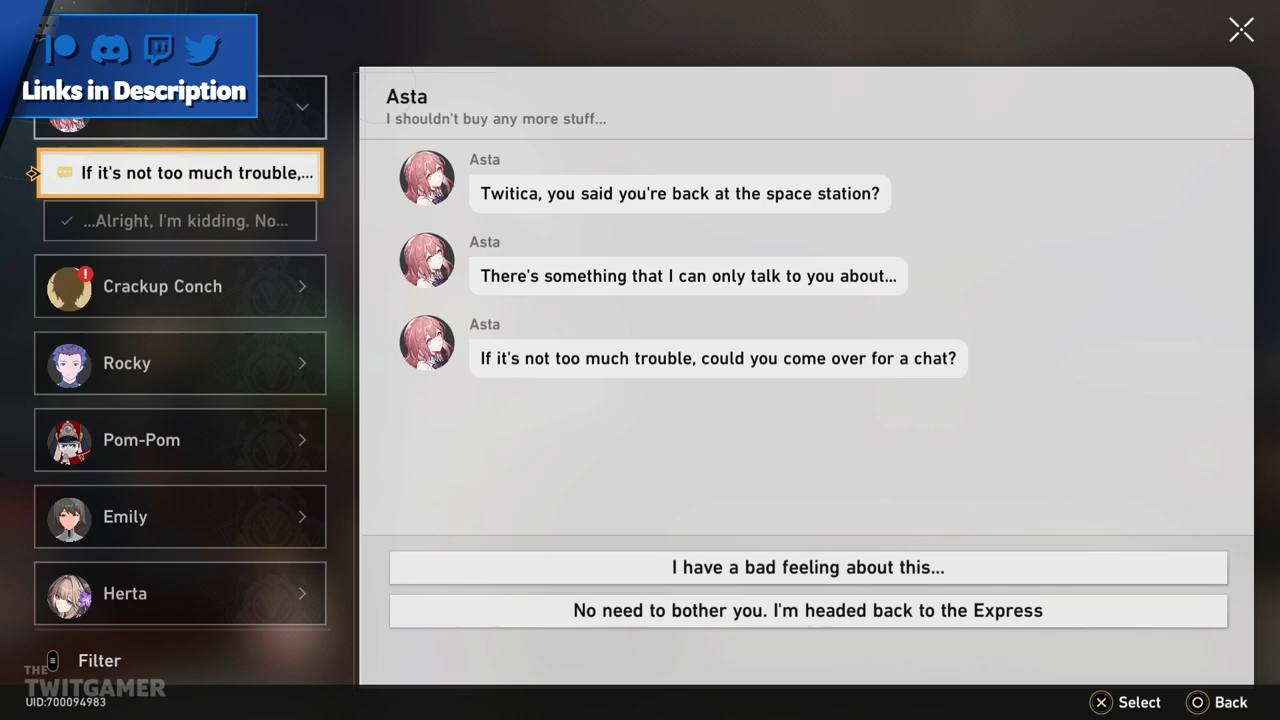 Links in Description
If it's not too much trouble,...
...Alright, I'm kidding. No...
Crackup Conch
Rocky
Pom-Pom
Emily
Herta
Filter
THE
TWITGAMER
UID:700094983
Asta
I shouldn't buy any more stuff...
Asta
Twitica, you said you're back at the space station?
Asta
There's something that I can only talk to you about...
Asta
If it's not too much trouble, could you come over for a chat?
I have a bad feeling about this...
No need to bother you. I'm headed back to the Express
Select
Back